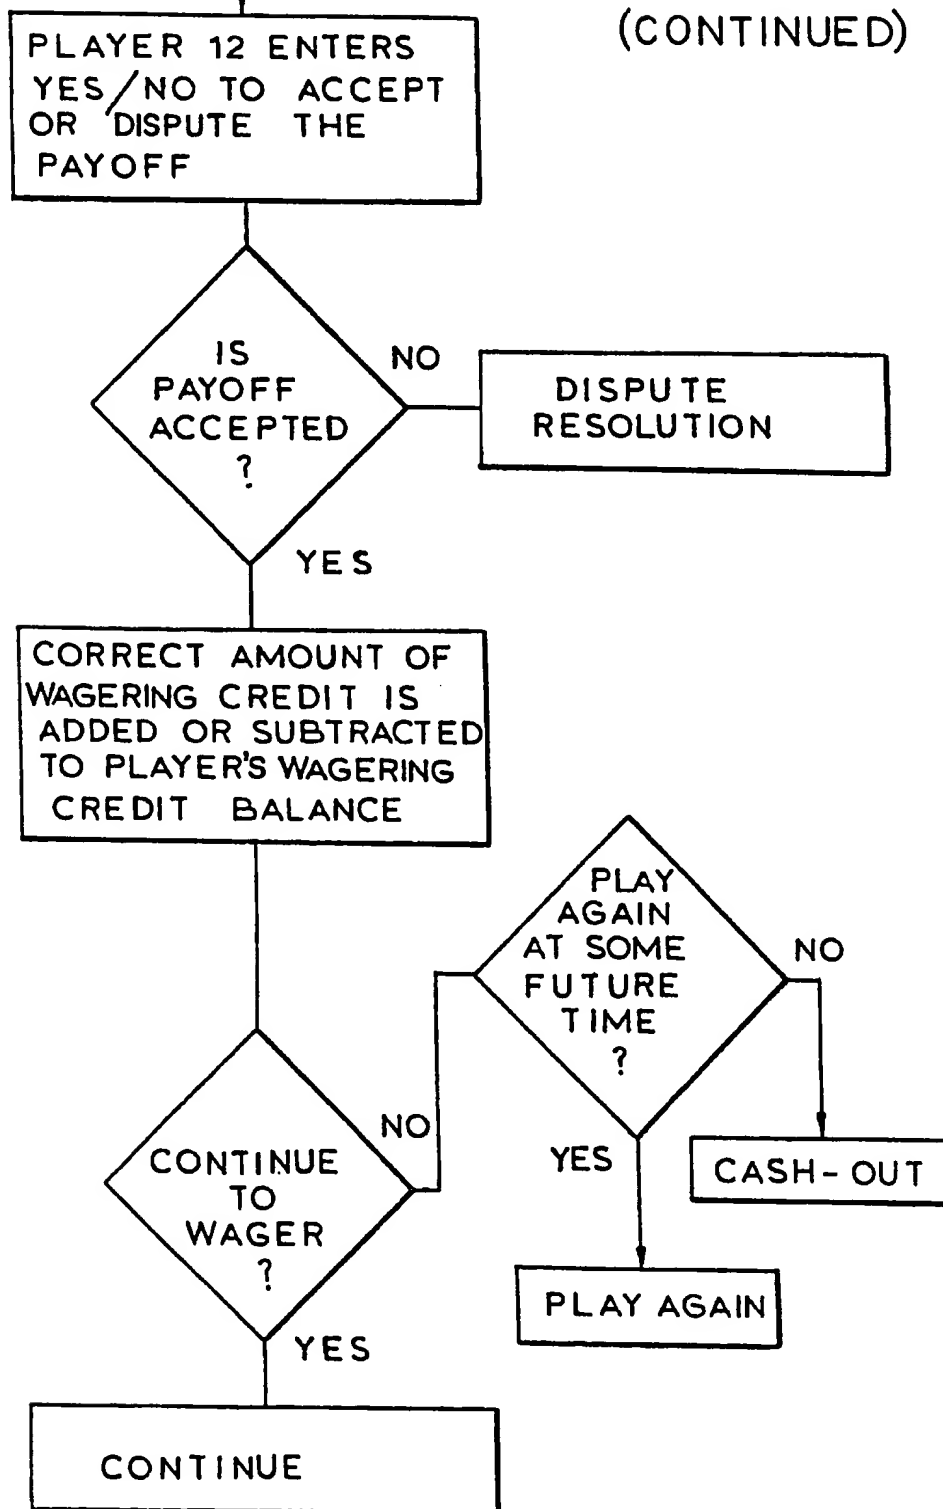 (CONTINUED)
PLAYER 12 ENTERS
YES/NO TO ACCEPT
OR DISPUTE THE
PAYOFF
IS
PAYOFF
ACCEPTED
?
NO
DISPUTE
RESOLUTION
YES
CORRECT AMOUNT OF
WAGERING CREDIT IS
ADDED OR SUBTRACTED
TO PLAYER'S WAGERING
CREDIT BALANCE
CONTINUE
TO
WAGER
?
NO
PLAY
AGAIN
AT SOME
FUTURE
TIME
?
NO
CASH-OUT
YES
PLAY AGAIN
YES
CONTINUE